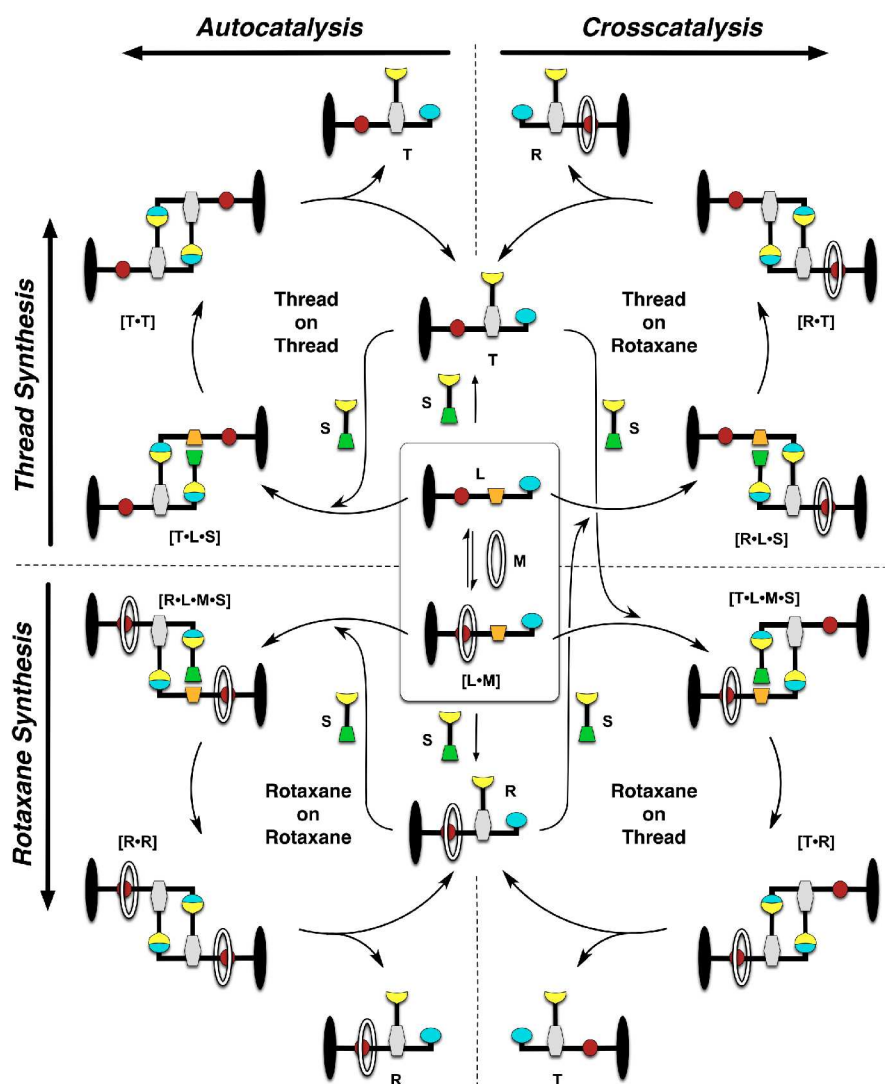 Autocatalysis
Crosscatalysis
T
R
Thread Synthesis
[T•T]
Thread
on
Thread
T
Thread
on
Rotaxane
[R•T]
S
S
S
L
[T•L•S]
[R•L•S]
M
[R•L•M•S]
[T•L•M•S]
[L•M]
Rotaxane Synthesis
S
S
S
R
Rotaxane
on
Rotaxane
Rotaxane
on
Thread
[R•R]
[T•R]
R
T